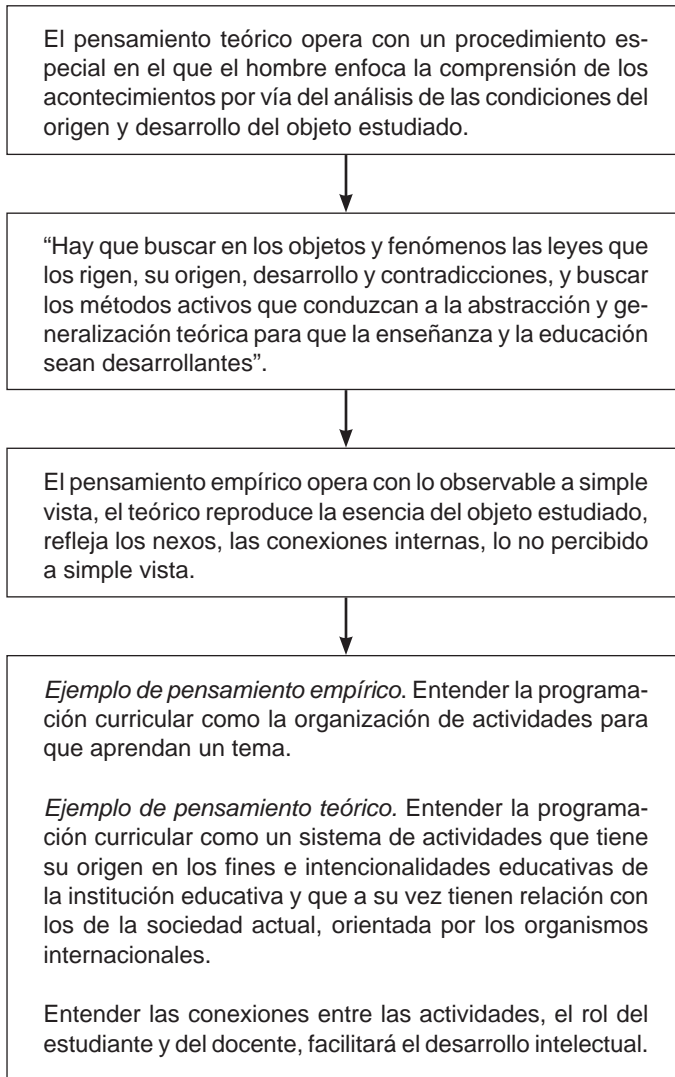 El pensamiento teórico opera con un procedimiento es-
pecial en el que el hombre enfoca la comprensión de los
acontecimientos por vía del análisis de las condiciones del
origen y desarrollo del objeto estudiado.
“Hay que buscar en los objetos y fenómenos las leyes que
los rigen, su origen, desarrollo y contradicciones, y buscar
los métodos activos que conduzcan a la abstracción y ge-
neralización teórica para que la enseñanza y la educación
sean desarrollantes”.
El pensamiento empírico opera con lo observable a simple
vista, el teórico reproduce la esencia del objeto estudiado,
refleja los nexos, las conexiones internas, lo no percibido
a simple vista.
Ejemplo de pensamiento empírico. Entender la programa-
ción curricular como la organización de actividades para
que aprendan un tema.
Ejemplo de pensamiento teórico. Entender la programa-
ción curricular como un sistema de actividades que tiene
su origen en los fines e intencionalidades educativas de
la institución educativa y que a su vez tienen relación con
los de la sociedad actual, orientada por los organismos
internacionales.
Entender las conexiones entre las actividades, el rol del
estudiante y del docente, facilitará el desarrollo intelectual.